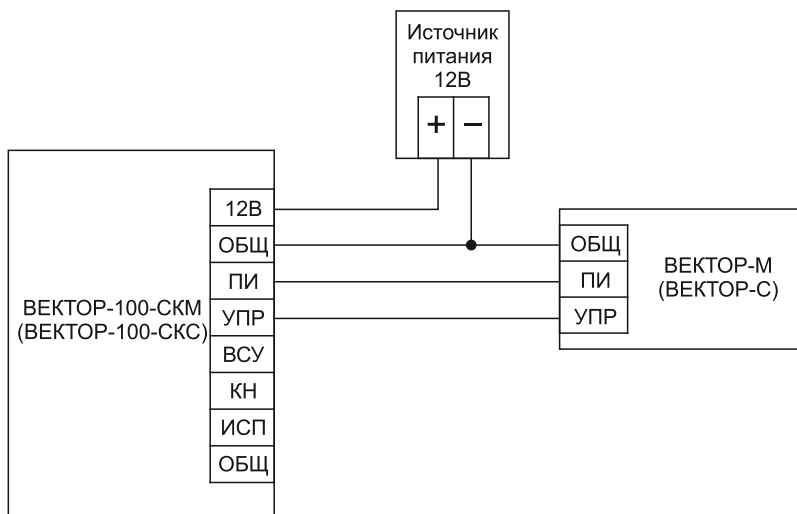 Источник
питания
12В
+ −
ВЕКТОР-100-СКМ
(ВЕКТОР-100-СКС)
12В
ОБЩ
ПИ
УПР
ВСУ
КН
ИСП
ОБЩ
ОБЩ
ПИ
УПР
ВЕКТОР-М
(ВЕКТОР-С)